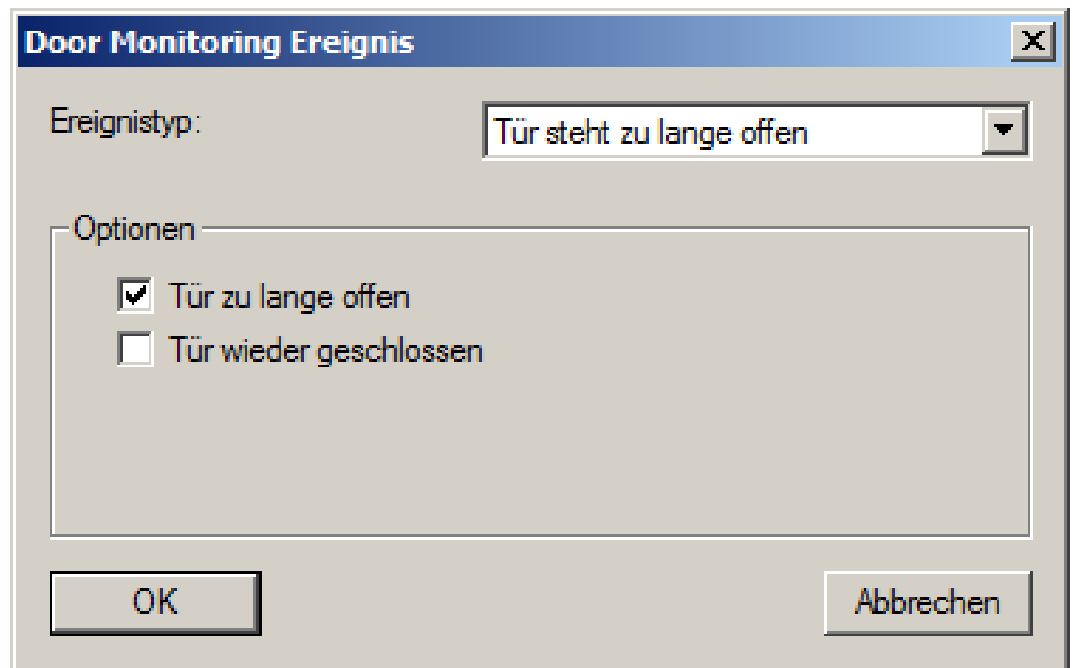 Door Monitoring Ereignis
Ereignistyp:
Tür steht zu lange offen
Optionen
Tür zu lange offen
Tür wieder geschlossen
OK
Abbrechen